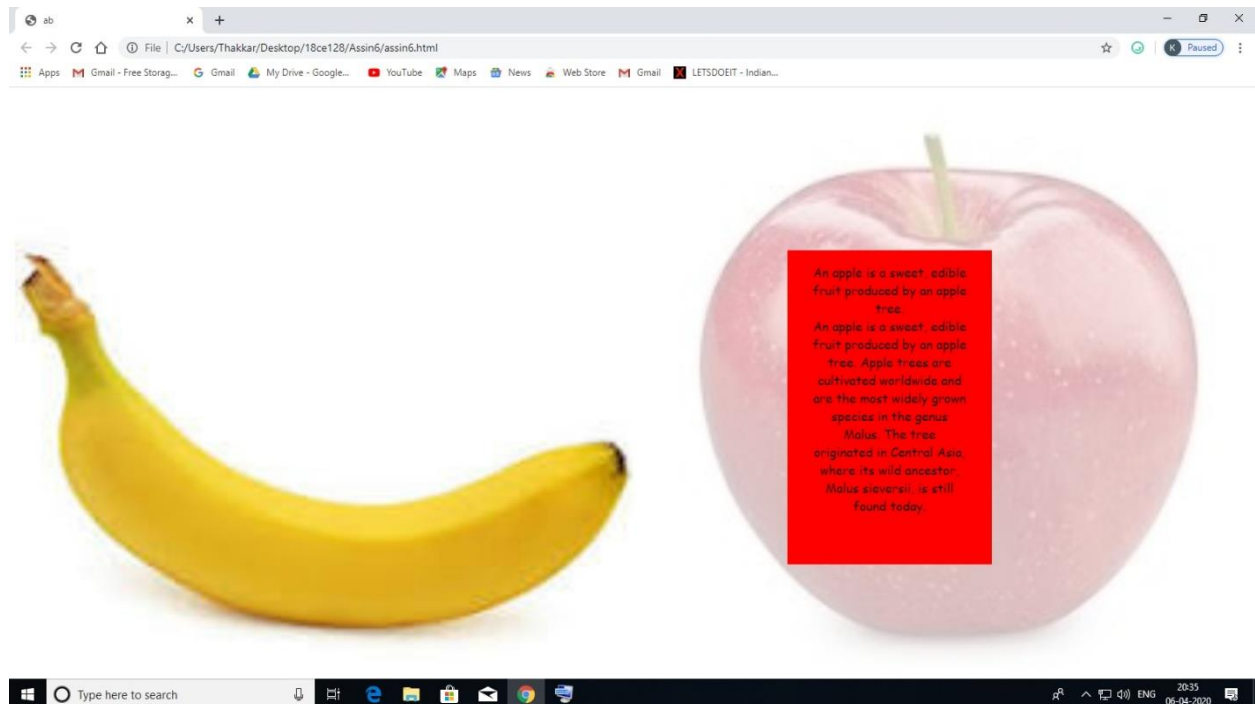 ab
File | C:/Users/Thakkar/Desktop/18ce128/Assin6/assin6.html
K Paused
Apps Gmail - Free Storag... Gmail My Drive - Google... YouTube Maps News Web Store Gmail LETSDOEIT - Indian...
An apple is a sweet, edible
fruit produced by an apple
tree.
An apple is a sweet, edible
fruit produced by an apple
tree. Apple trees are
cultivated worldwide and
are the most widely grown
species in the genus
Malus. The tree
originated in Central Asia,
where its wild ancestor,
Malus sieversii, is still
found today.
Type here to search
ENG
20:35
06-04-2020